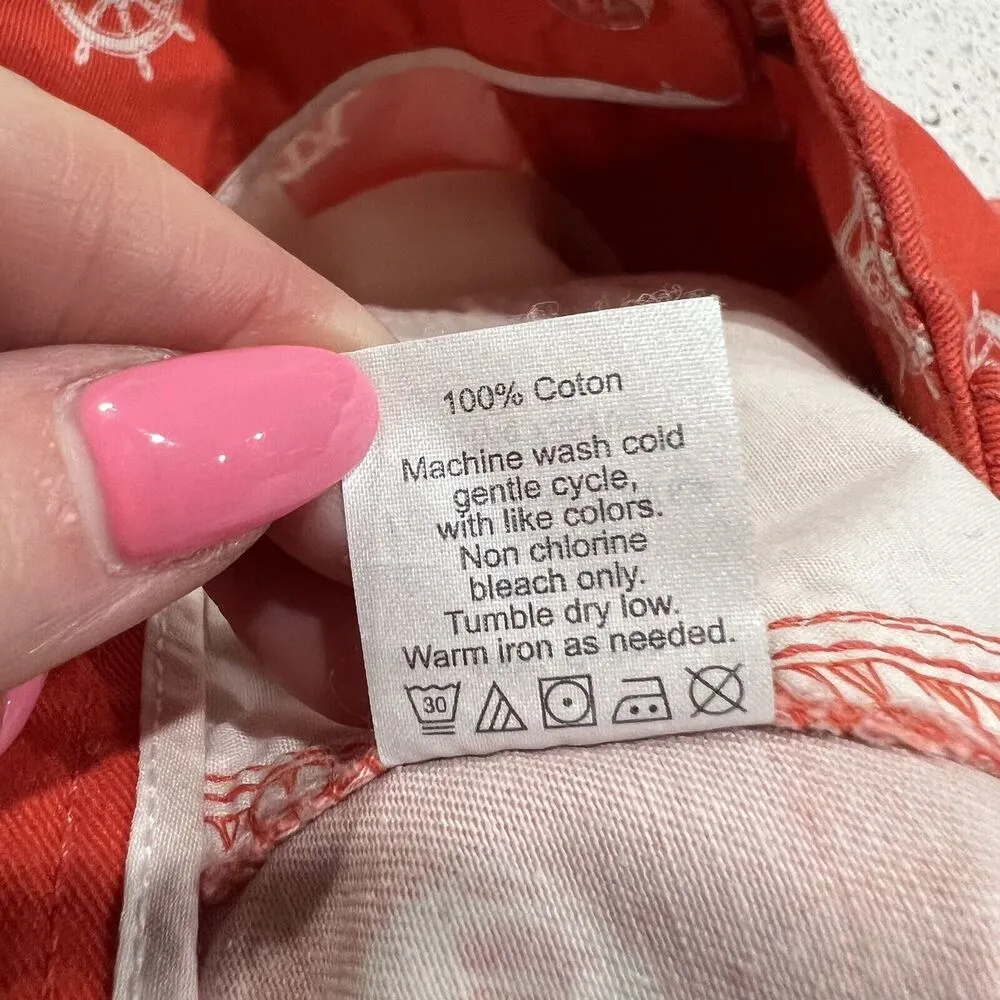 100% Coton
Machine wash cold
gentle cycle,
with like colors.
Non chlorine
bleach only.
Tumble dry low.
Warm iron as needed.
30